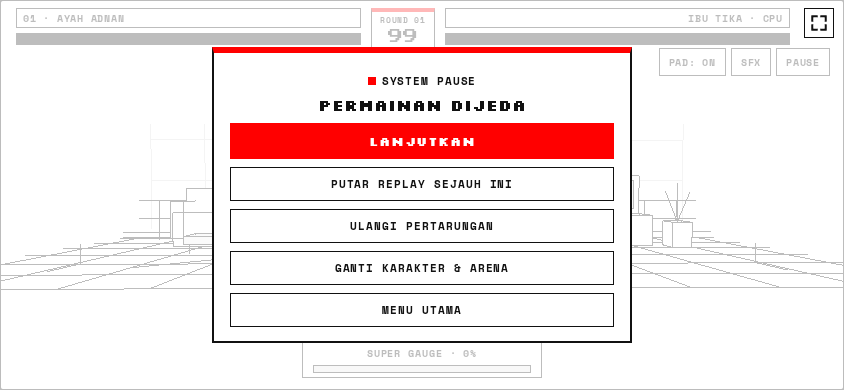 01 · AYAH ADNAN
ROUND 01
99
IBU TIKA · CPU
PAD: ON
SFX
PAUSE
SYSTEM PAUSE
PERMAINAN DIJEDA
LANJUTKAN
PUTAR REPLAY SEJAUH INI
ULANGI PERTARUNGAN
GANTI KARAKTER & ARENA
MENU UTAMA
SUPER GAUGE · 0%